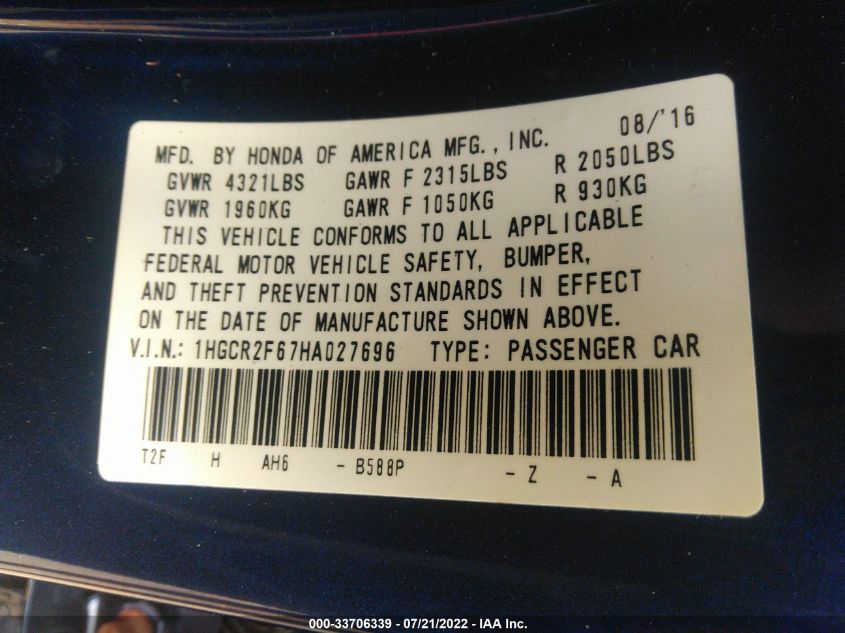 MFD. BY HONDA OF AMERICA MFG., INC. 08/'16
GVWR 4321LBS GAWR F 2315LBS R 2050LBS
GVWR 1960KG GAWR F 1050KG R 930KG
THIS VEHICLE CONFORMS TO ALL APPLICABLE
FEDERAL MOTOR VEHICLE SAFETY, BUMPER,
AND THEFT PREVENTION STANDARDS IN EFFECT
ON THE DATE OF MANUFACTURE SHOWN ABOVE.
V.I.N.: 1HGCR2F67HA027696 TYPE: PASSENGER CAR
T2F H AH6 - B588P - Z - A
000-33706339 - 07/21/2022 - IAA Inc.